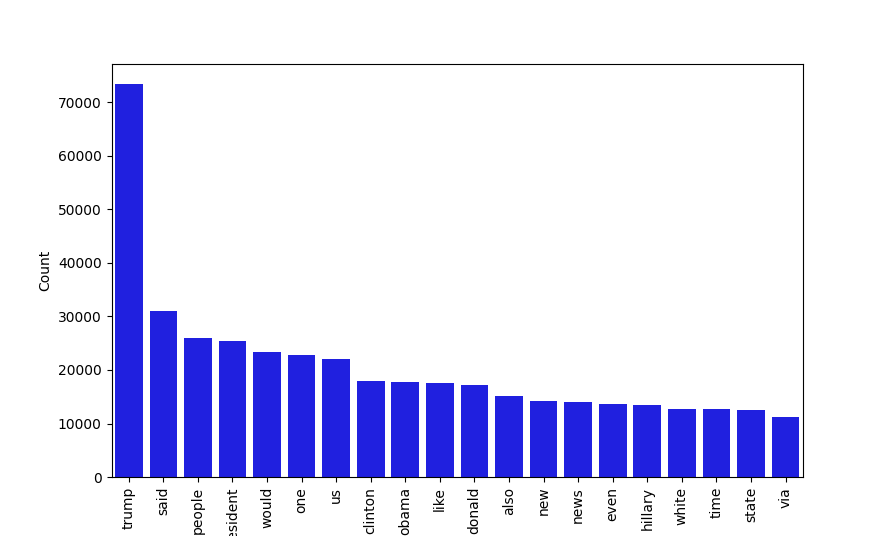 Count
70000
60000
50000
40000
30000
20000
10000
0
trump
said
people
esident
would
one
us
clinton
obama
like
donald
also
new
news
even
hillary
white
time
state
via